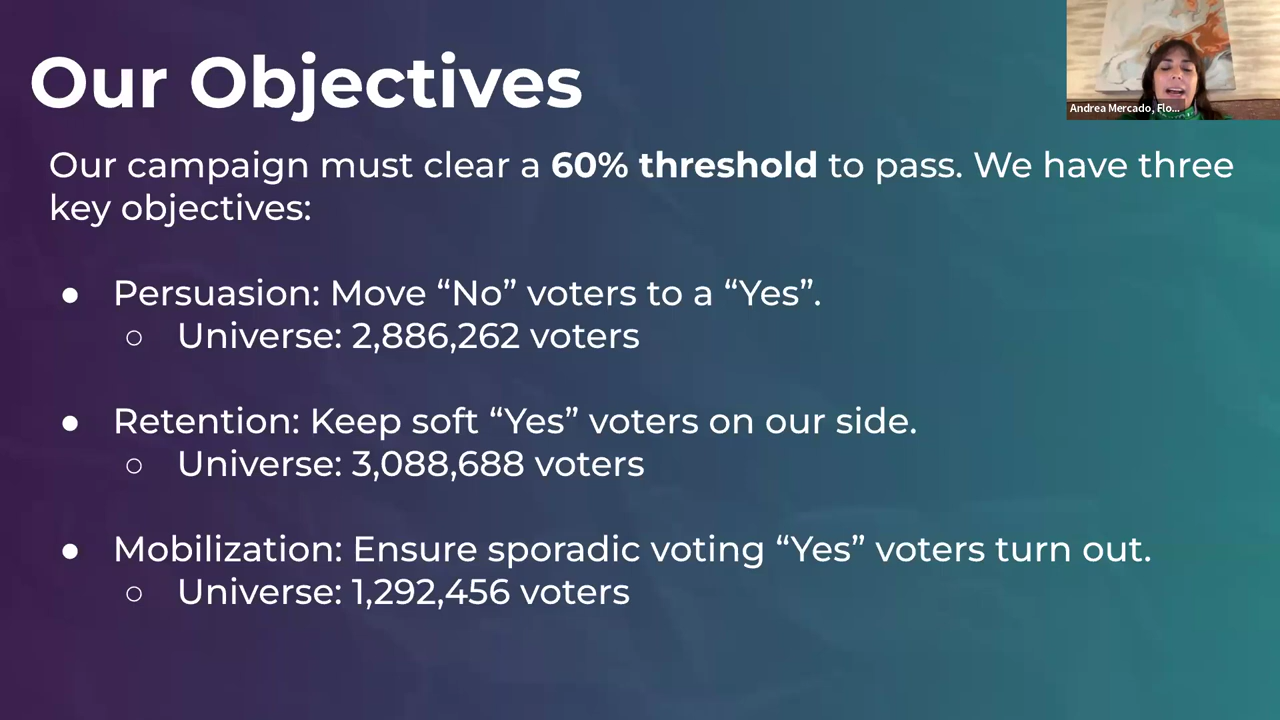 Our Objectives
Andrea Mercado, Flo...
Our campaign must clear a 60% threshold to pass. We have three
key objectives:
● Persuasion: Move “No” voters to a “Yes”.
○ Universe: 2,886,262 voters
● Retention: Keep soft “Yes” voters on our side.
○ Universe: 3,088,688 voters
● Mobilization: Ensure sporadic voting “Yes” voters turn out.
○ Universe: 1,292,456 voters